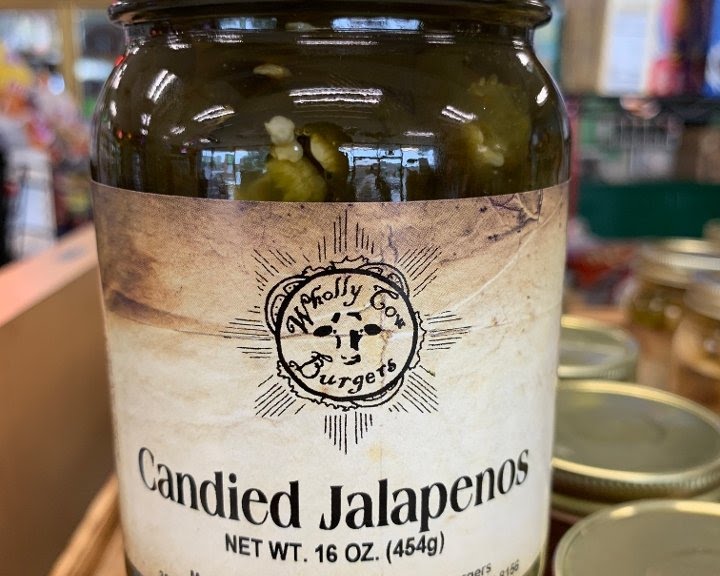 Wholly Cow
Burgers
Candied Jalapenos
NET WT. 16 OZ. (454g)